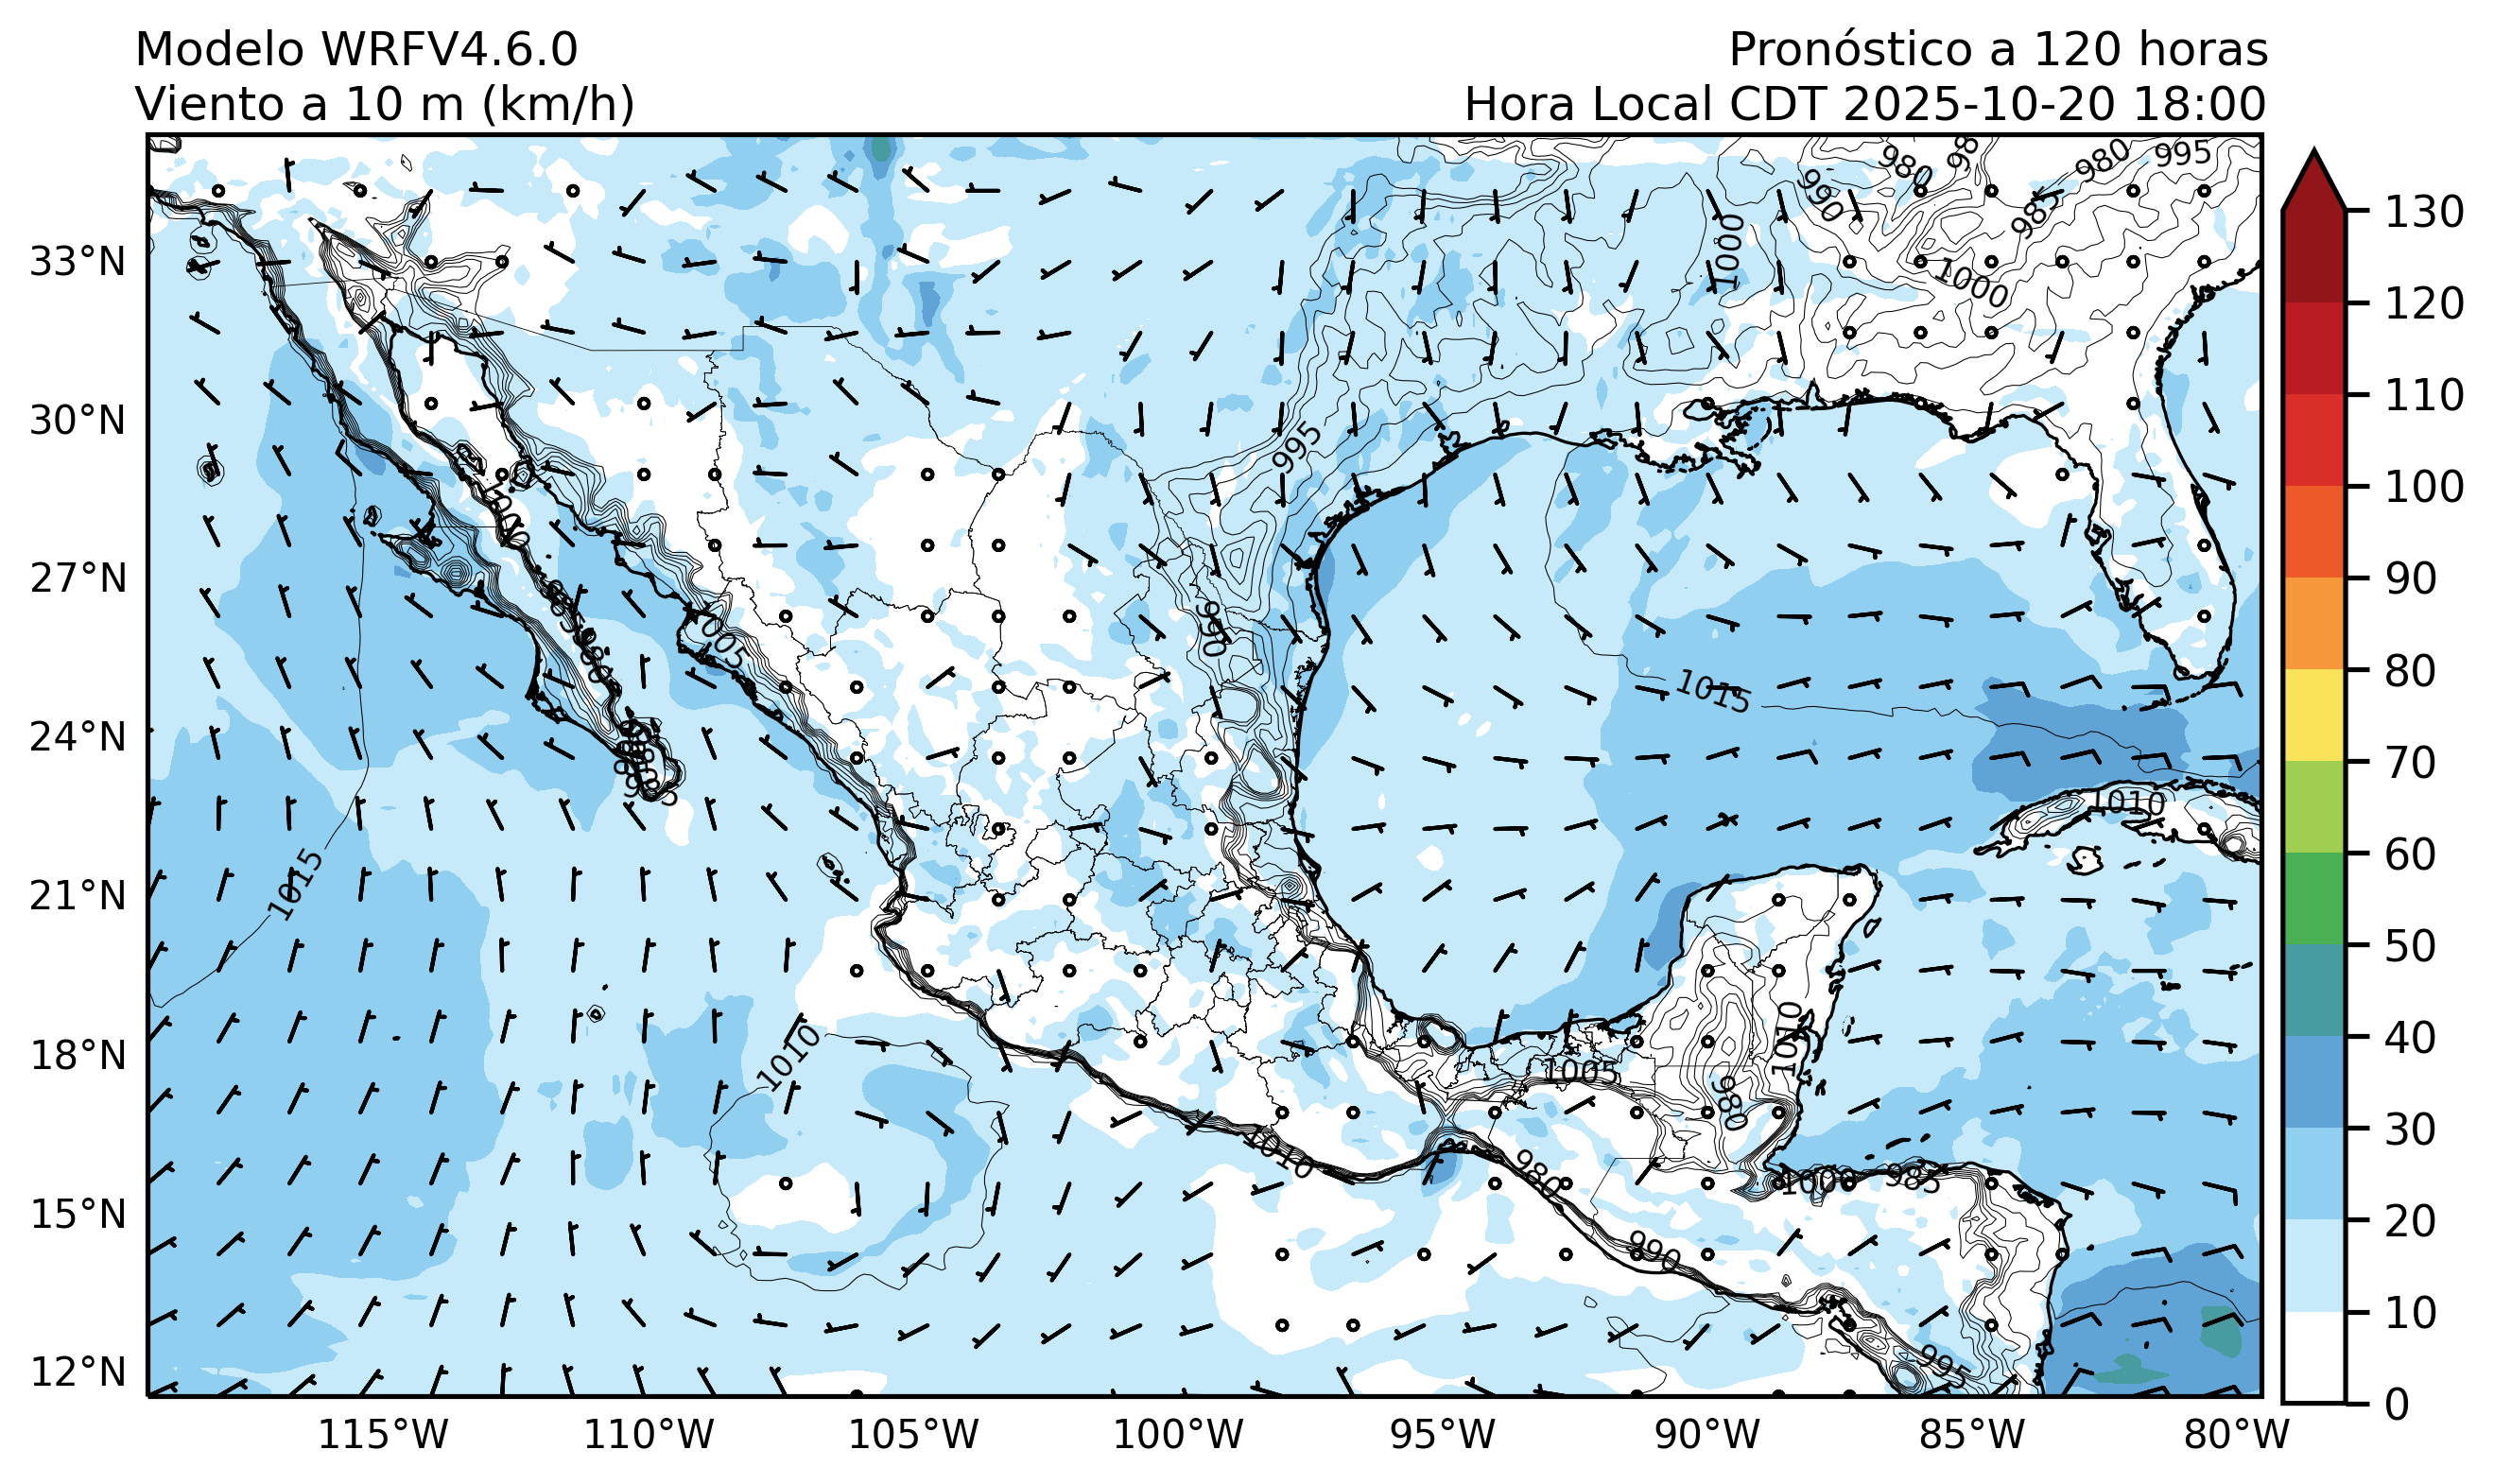 Modelo WRFV4.6.0
Pronóstico a 120 horas
Viento a 10 m (km/h)
Hora Local CDT 2025-10-20 18:00
980
980
995
990
985
1000
1000
33°N
30°N
27°N
24°N
21°N
18°N
15°N
12°N
995
1005
990
1015
1010
1015
1010
1010
1005
980
1010
980
1000
985
990
995
115°W
110°W
105°W
100°W
95°W
90°W
85°W
80°W
130
120
110
100
90
80
70
60
50
40
30
20
10
0